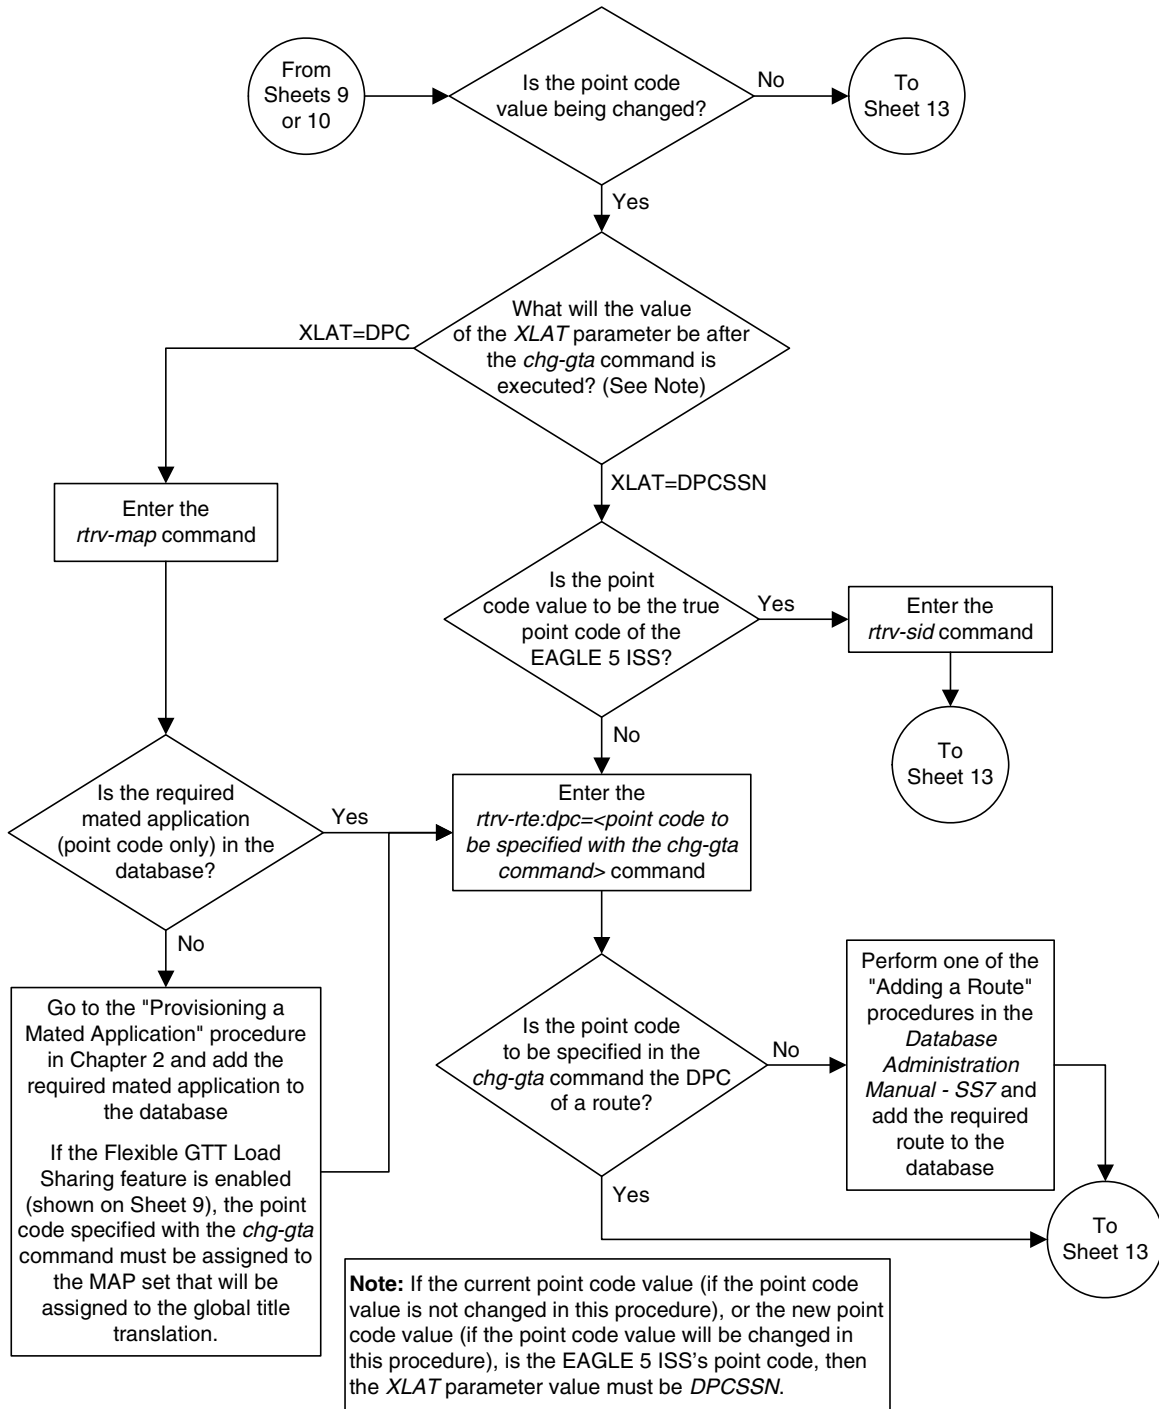 From
Sheets 9
or 10
Is the point code
value being changed?
No
To
Sheet 13
Yes
What will the value
of the XLAT parameter be after
the chg-gta command is
executed? (See Note)
XLAT=DPC
XLAT=DPCSSN
Enter the
rtrv-map command
Is the point
code value to be the true
point code of the
EAGLE 5 ISS?
Yes
Enter the
rtrv-sid command
To
Sheet 13
No
Is the required
mated application
(point code only) in the
database?
Yes
Enter the
rtrv-rte:dpc=<point code to
be specified with the chg-gta
command> command
No
Go to the "Provisioning a
Mated Application" procedure
in Chapter 2 and add the
required mated application to
the database
If the Flexible GTT Load
Sharing feature is enabled
(shown on Sheet 9), the point
code specified with the chg-gta
command must be assigned to
the MAP set that will be
assigned to the global title
translation.
Is the point code
to be specified in the
chg-gta command the DPC
of a route?
No
Perform one of the
"Adding a Route"
procedures in the
Database
Administration
Manual - SS7 and
add the required
route to the
database
Yes
To
Sheet 13
Note: If the current point code value (if the point code
value is not changed in this procedure), or the new point
code value (if the point code value will be changed in
this procedure), is the EAGLE 5 ISS's point code, then
the XLAT parameter value must be DPCSSN.